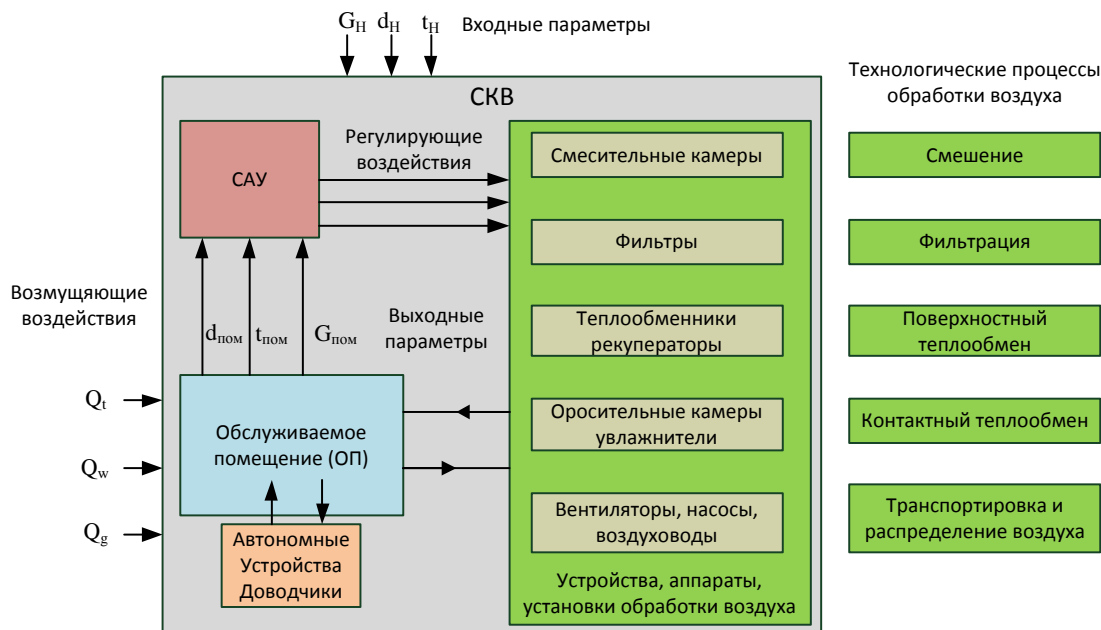 G_H d_H t_H Входные параметры
СКВ
Технологические процессы
обработки воздуха
САУ
Регулирующие
воздействия
Смесительные камеры
Смешение
Фильтры
Фильтрация
Возмущяющие
воздействия
d_пом t_пом G_пом
Выходные
параметры
Теплообменники
рекуператоры
Поверхностный
теплообмен
Q_t
Q_w
Q_g
Обслуживаемое
помещение (ОП)
Оросительные камеры
увлажнители
Контактный теплообмен
Автономные
Устройства
Доводчики
Вентиляторы, насосы,
воздуховоды
Транспортировка и
распределение воздуха
Устройства, аппараты,
установки обработки воздуха